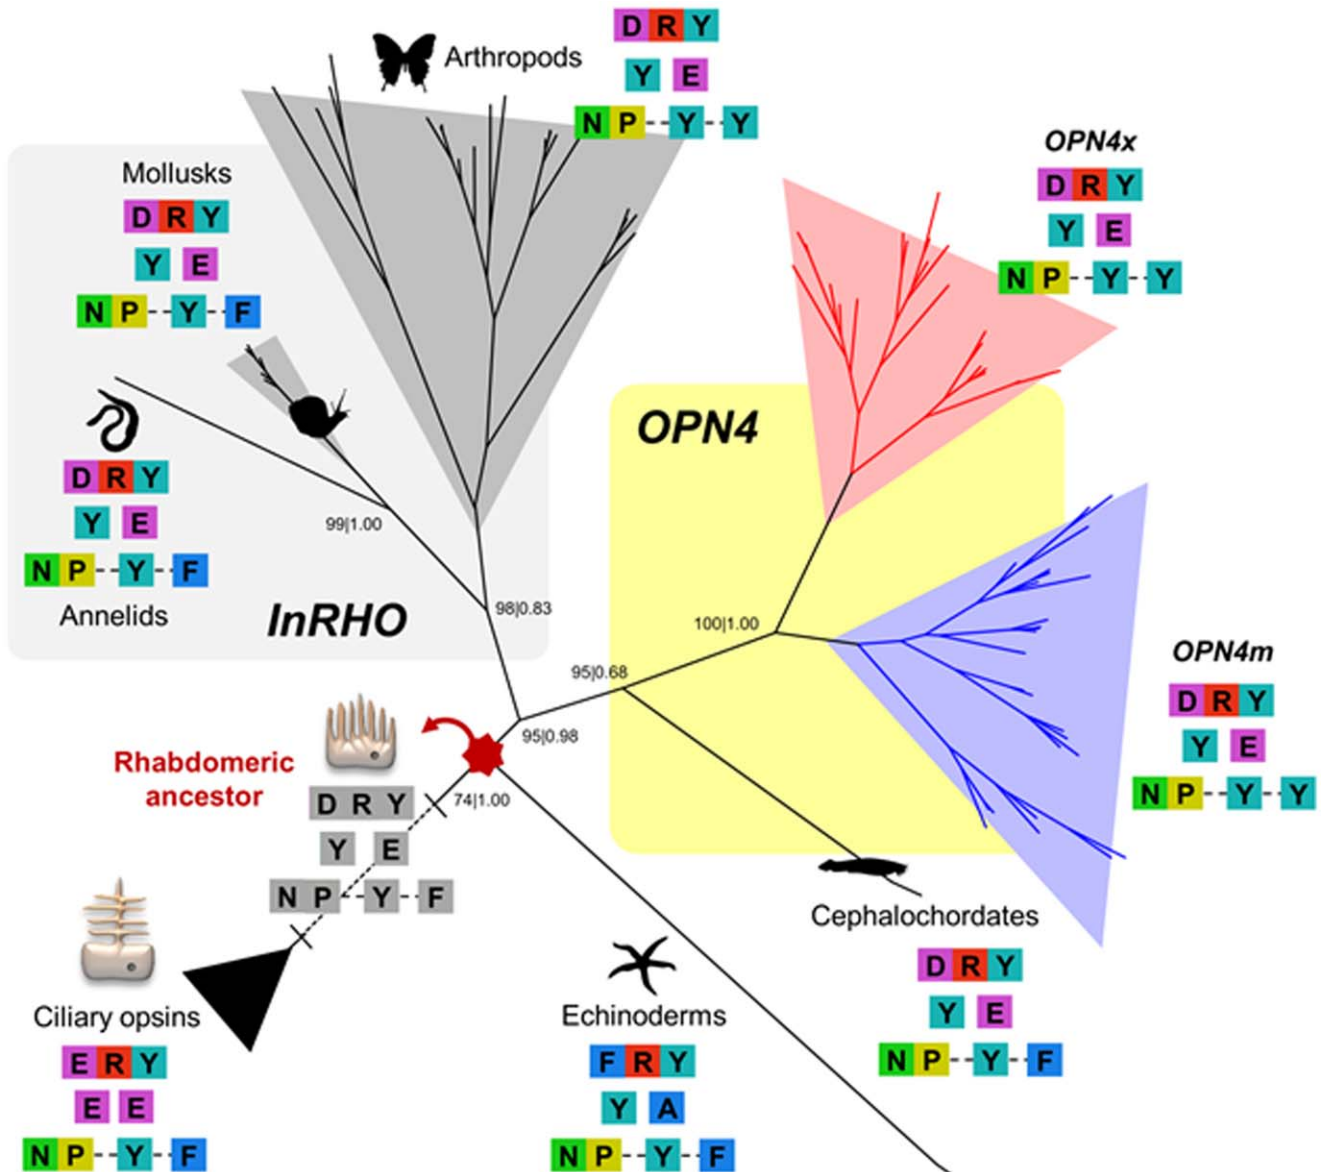 Arthropods
D R Y
Y E
N P - - Y - - Y
Mollusks
D R Y
Y E
N P - - Y - - F
D R Y
Y E
N P - - Y - - F
Annelids
InRHO
99|1.00
98|0.83
OPN4
OPN4x
D R Y
Y E
N P - - Y - - Y
100|1.00
95|0.68
95|0.98
OPN4m
D R Y
Y E
N P - - Y - - Y
Rhabdomeric
ancestor
74|1.00
D R Y
Y E
N P - - Y - - F
Ciliary opsins
E R Y
E E
N P - - Y - - F
Echinoderms
F R Y
Y A
N P - - Y - - F
Cephalochordates
D R Y
Y E
N P - - Y - - F